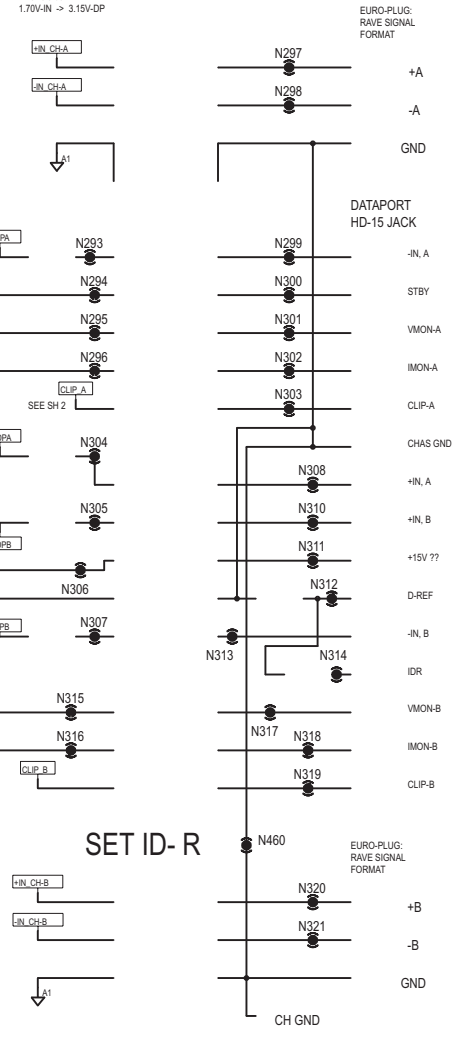 1.70V-IN -> 3.15V-DP
EURO-PLUG:
RAVE SIGNAL
FORMAT
+IN_CH-A
N297
+A
-IN_CH-A
N298
-A
GND
A1
DATAPORT
HD-15 JACK
PA
N293
N299
-IN, A
N294
N300
STBY
N295
N301
VMON-A
N296
N302
IMON-A
CLIP_A
SEE SH 2
N303
CLIP-A
OPA
N304
CHAS GND
N308
+IN, A
N305
N310
+IN, B
OPB
N311
+15V ??
N306
N312
D-REF
PB
N307
N313
-IN, B
N314
IDR
N315
N317
VMON-B
N316
N318
IMON-B
CLIP_B
N319
CLIP-B
SET ID- R
N460
EURO-PLUG:
RAVE SIGNAL
FORMAT
+IN_CH-B
N320
+B
-IN_CH-B
N321
-B
GND
A1
CH GND